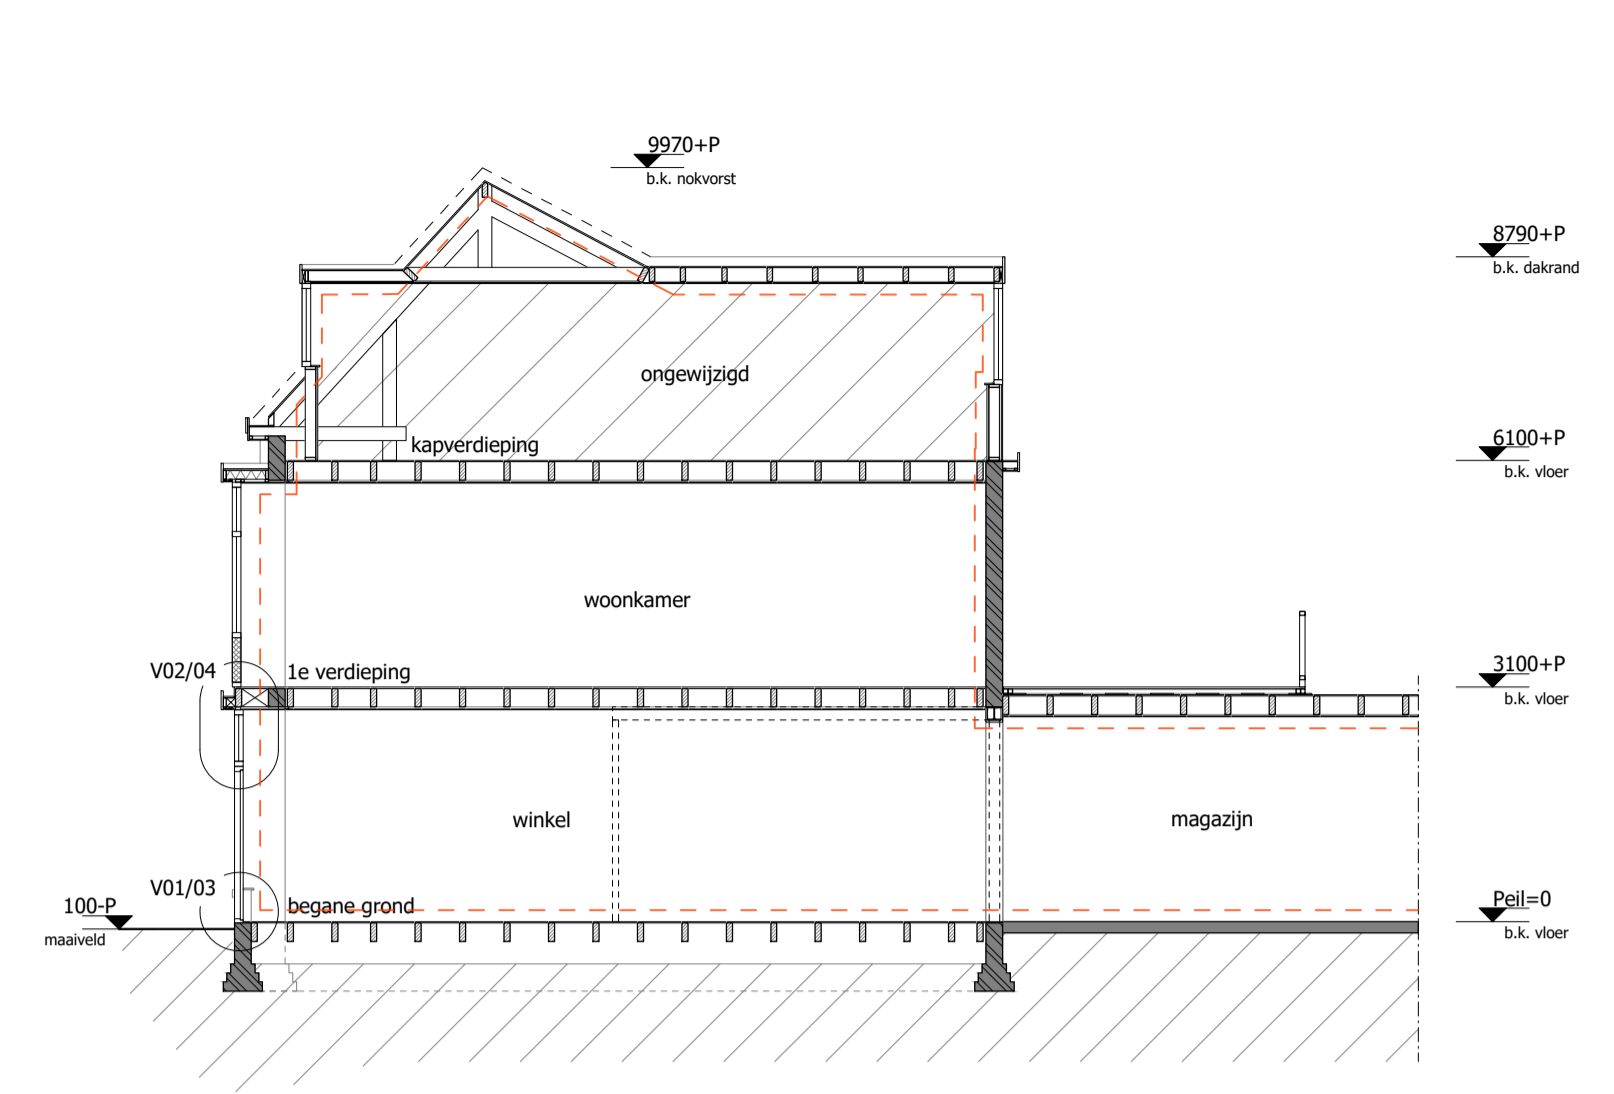 9970+P
b.k. nokvorst
8790+P
b.k. dakrand
ongewijzigd
kapverdieping
6100+P
b.k. vloer
woonkamer
V02/04
1e verdieping
3100+P
b.k. vloer
winkel
magazijn
V01/03
begane grond
100-P
maaiveld
Peil=0
b.k. vloer